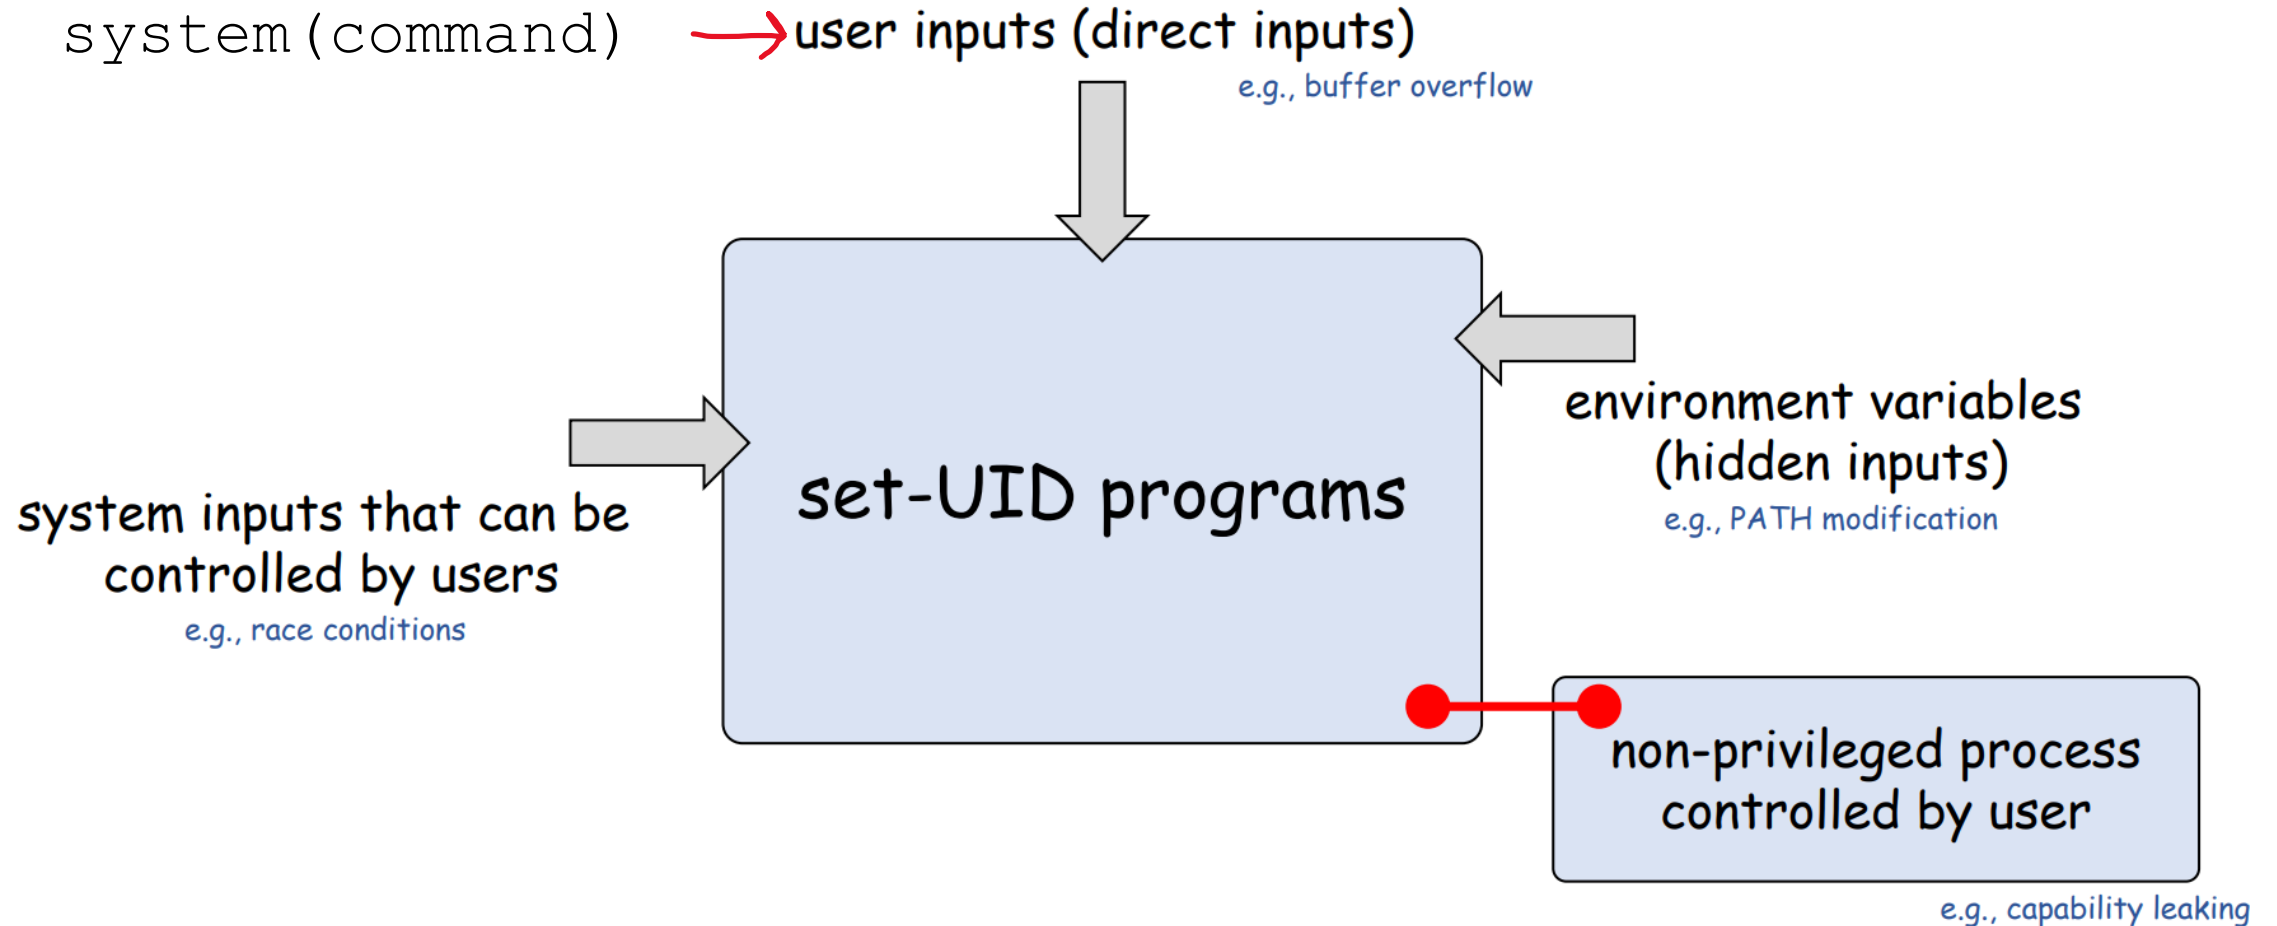 system(command)
user inputs (direct inputs)
e.g., buffer overflow
environment variables
(hidden inputs)
e.g., PATH modification
set-UID programs
system inputs that can be
controlled by users
e.g., race conditions
non-privileged process
controlled by user
e.g., capability leaking